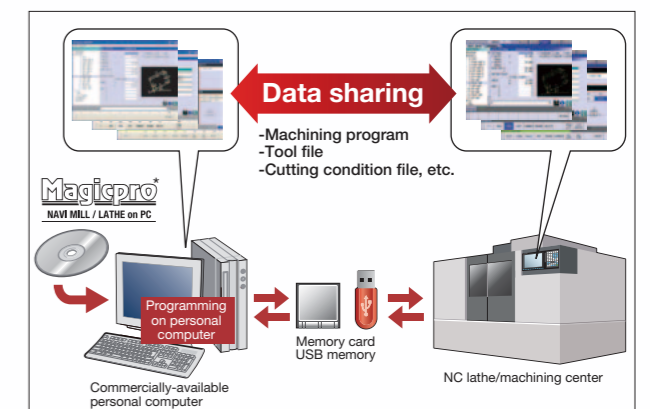 Data sharing
-Machining program
-Tool file
-Cutting condition file, etc.
Magicpro*
NAVI MILL / LATHE on PC
Programming
on personal
computer
Memory card
USB memory
Commercially-available
personal computer
NC lathe/machining center